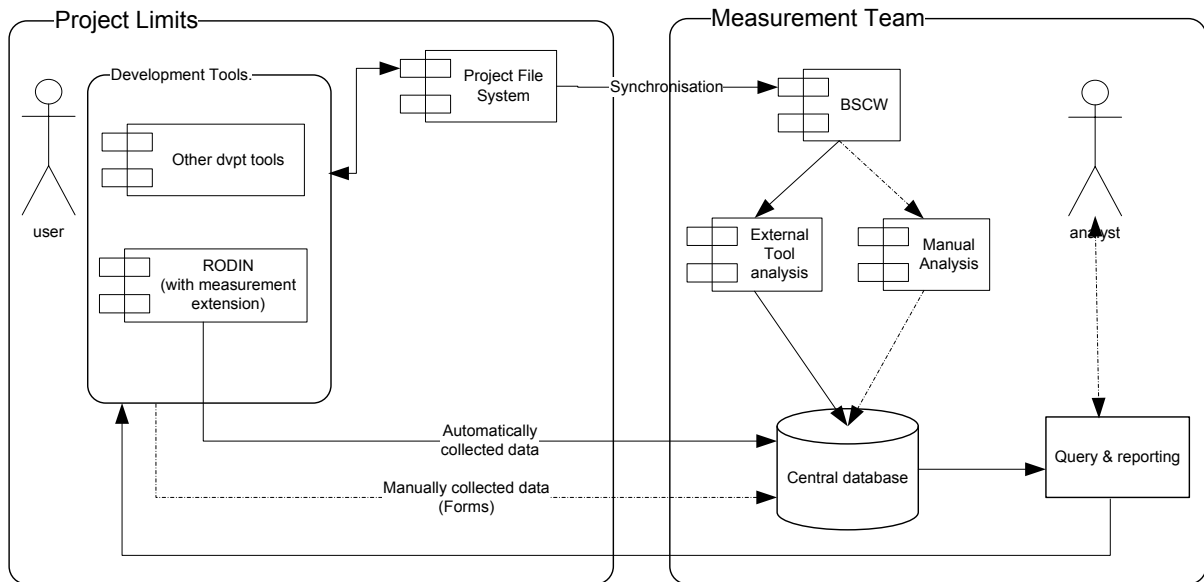 Project Limits
Measurement Team
Development Tools.
Project File
System
Synchronisation
BSCW
Other dvpt tools
user
analyst
RODIN
(with measurement
extension)
External
Tool
analysis
Manual
Analysis
Automatically
collected data
Central database
Query & reporting
Manually collected data
(Forms)